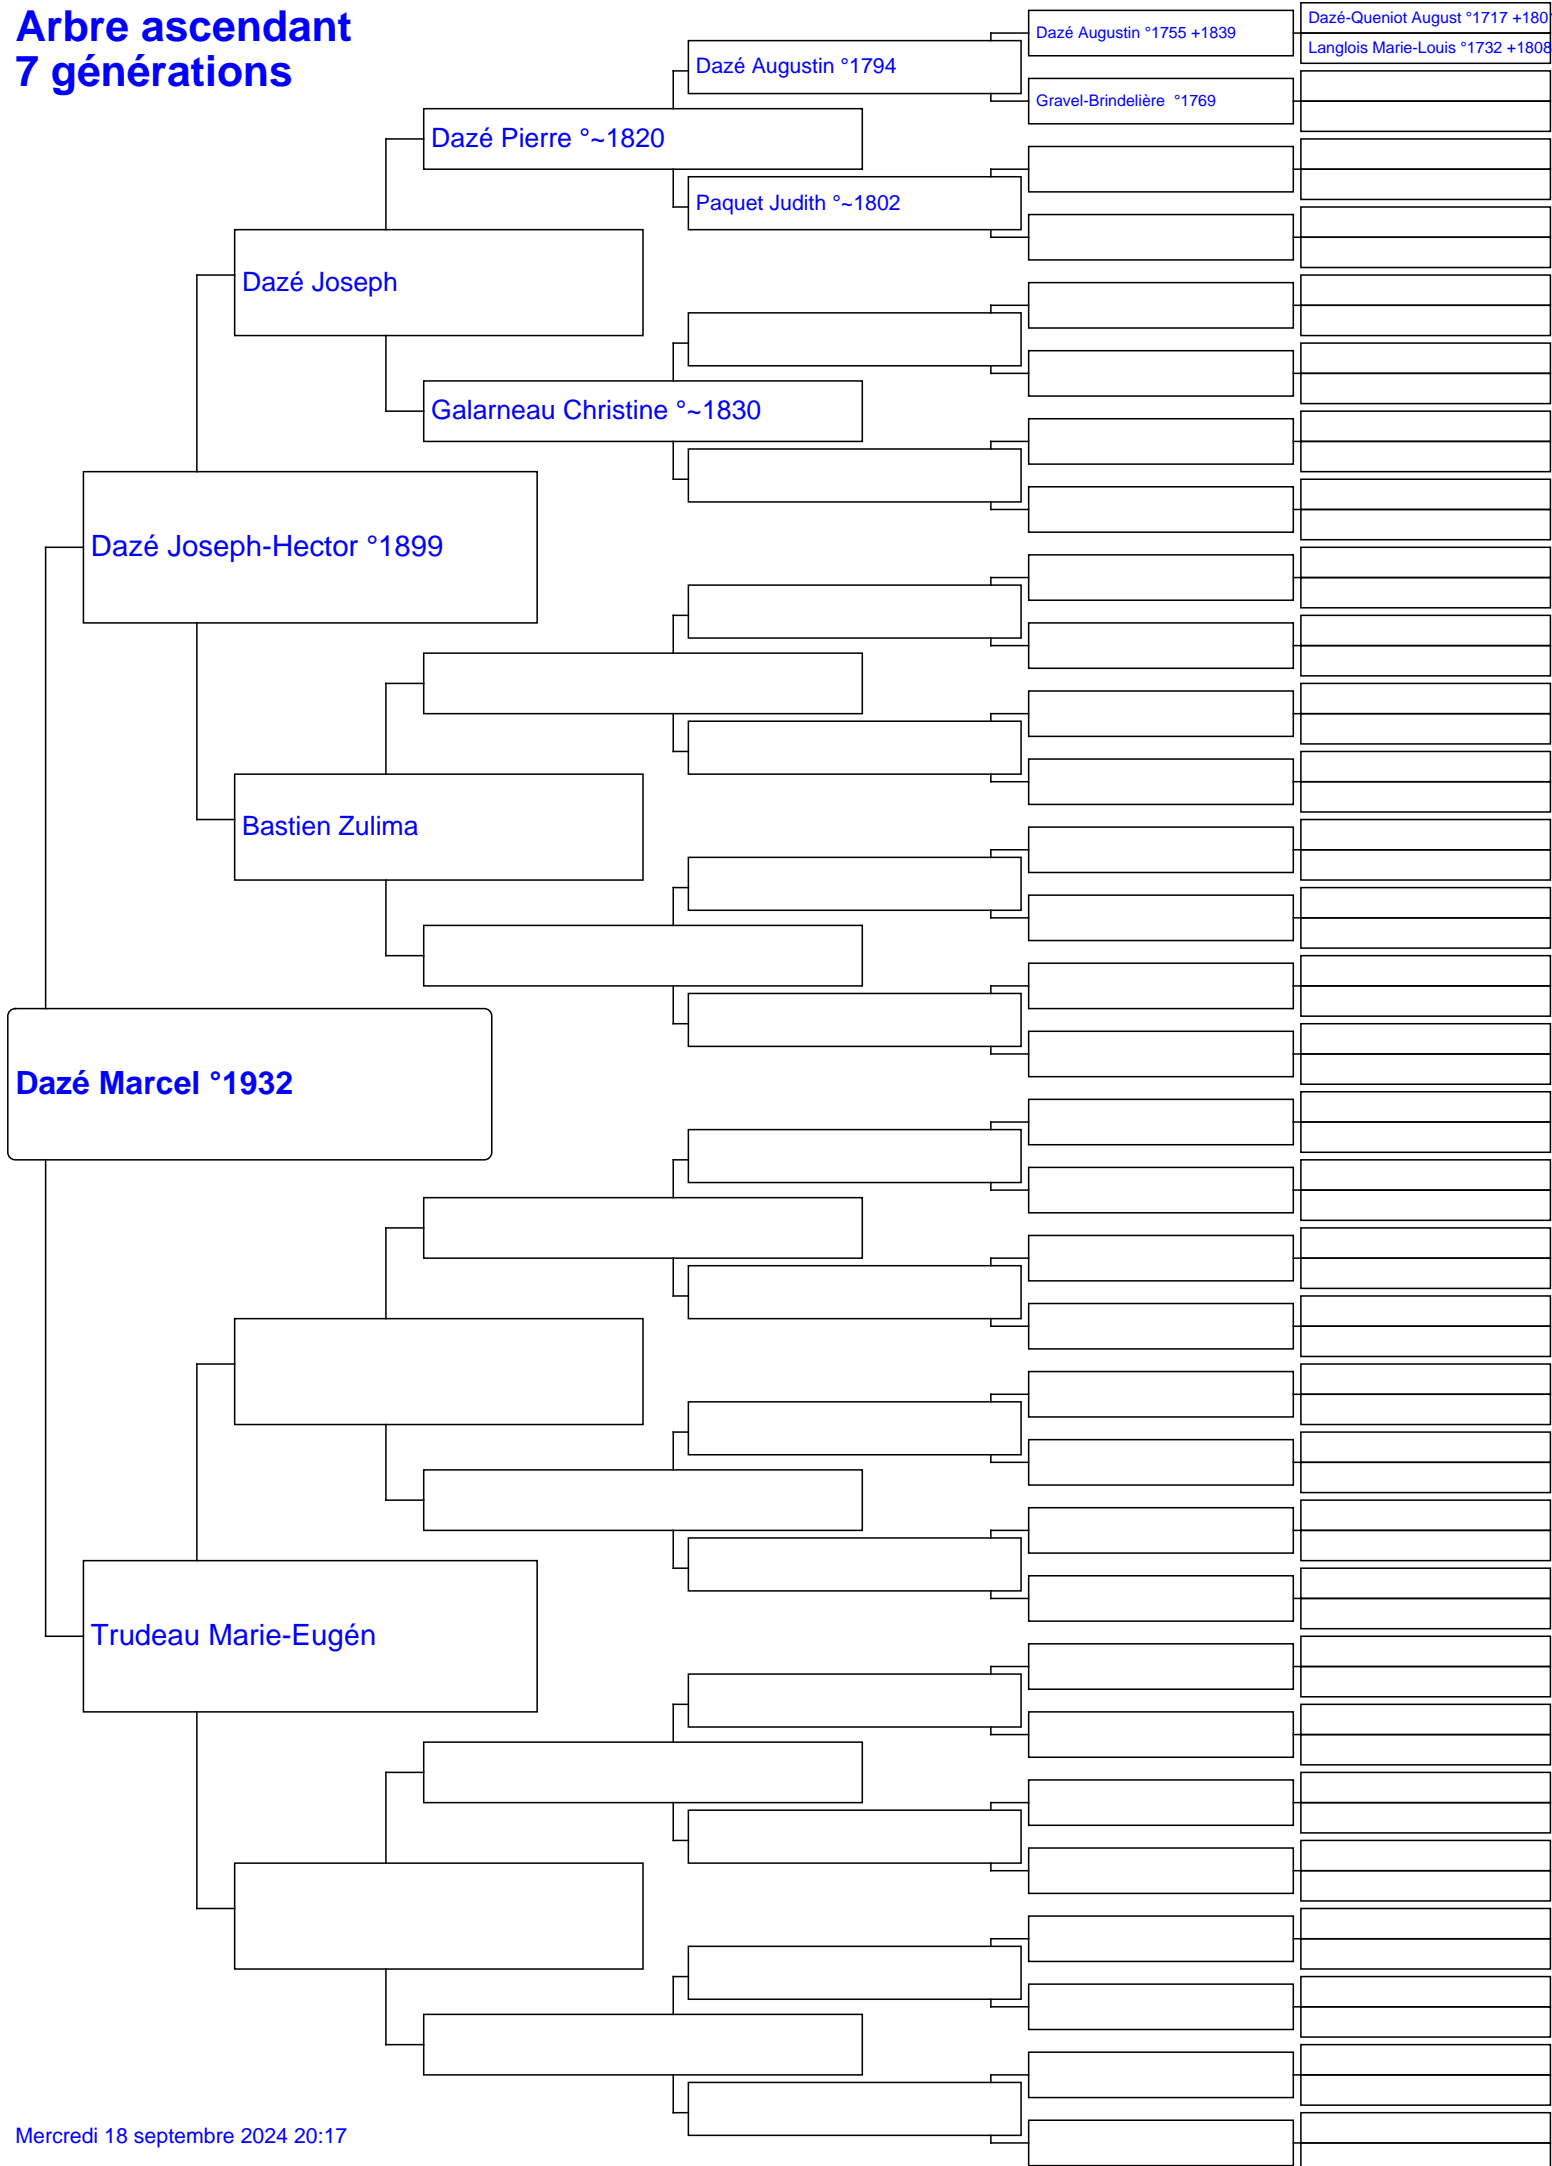 Arbre ascendant
7 générations
Dazé-Queniot August °1717 +180
Langlois Marie-Louis °1732 +1808
Dazé Augustin °1755 +1839
Gravel-Brindelière °1769
Dazé Augustin °1794
Dazé Pierre °~1820
Paquet Judith °~1802
Dazé Joseph
Galarneau Christine °~1830
Dazé Joseph-Hector °1899
Bastien Zulima
Dazé Marcel °1932
Trudeau Marie-Eugén
Mercredi 18 septembre 2024 20:17